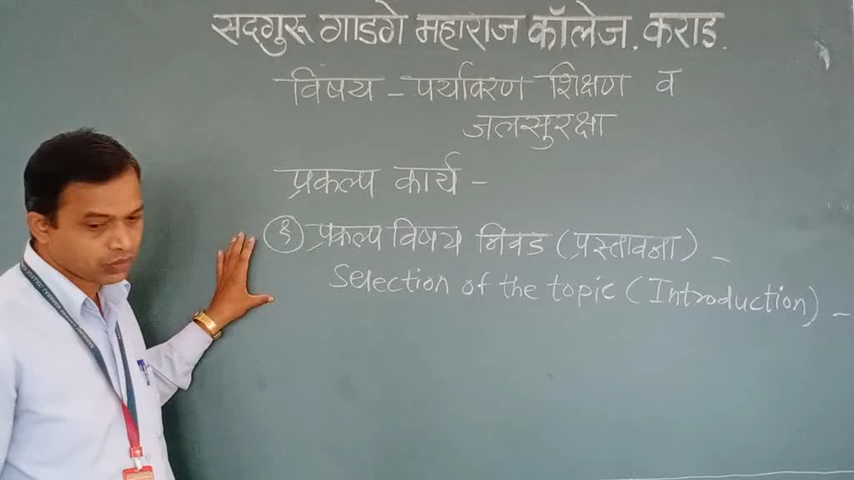 सदगुरू गाडगे महाराज कॉलेज. कराड.
विषय - पर्यावरण शिक्षण व
जलसुरक्षा
प्रकल्प कार्य -
१ प्रकल्प विषय निवड (प्रस्तावना) -
Selection of the topic (Introduction) -